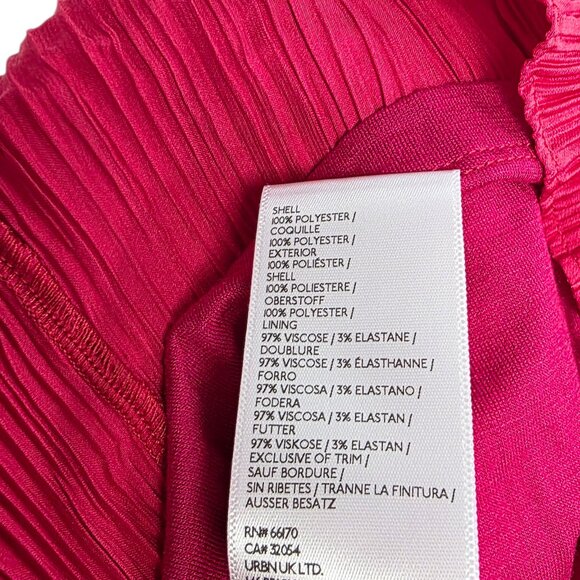 SHELL
100% POLYESTER /
COQUILLE
100% POLYESTER /
EXTERIOR
100% POLIÉSTER /
SHELL
100% POLIESTERE /
OBERSTOFF
100% POLYESTER /
LINING
97% VISCOSE / 3% ELASTANE /
DOUBLURE
97% VISCOSE / 3% ÉLASTHANNE /
FORRO
97% VISCOSA / 3% ELASTANO /
FODERA
97% VISCOSA / 3% ELASTAN /
FUTTER
97% VISKOSE / 3% ELASTAN /
EXCLUSIVE OF TRIM /
SAUF BORDURE /
SIN RIBETES / TRANNE LA FINITURA /
AUSSER BESATZ
RN# 66170
CA# 32054
URBN UK LTD.